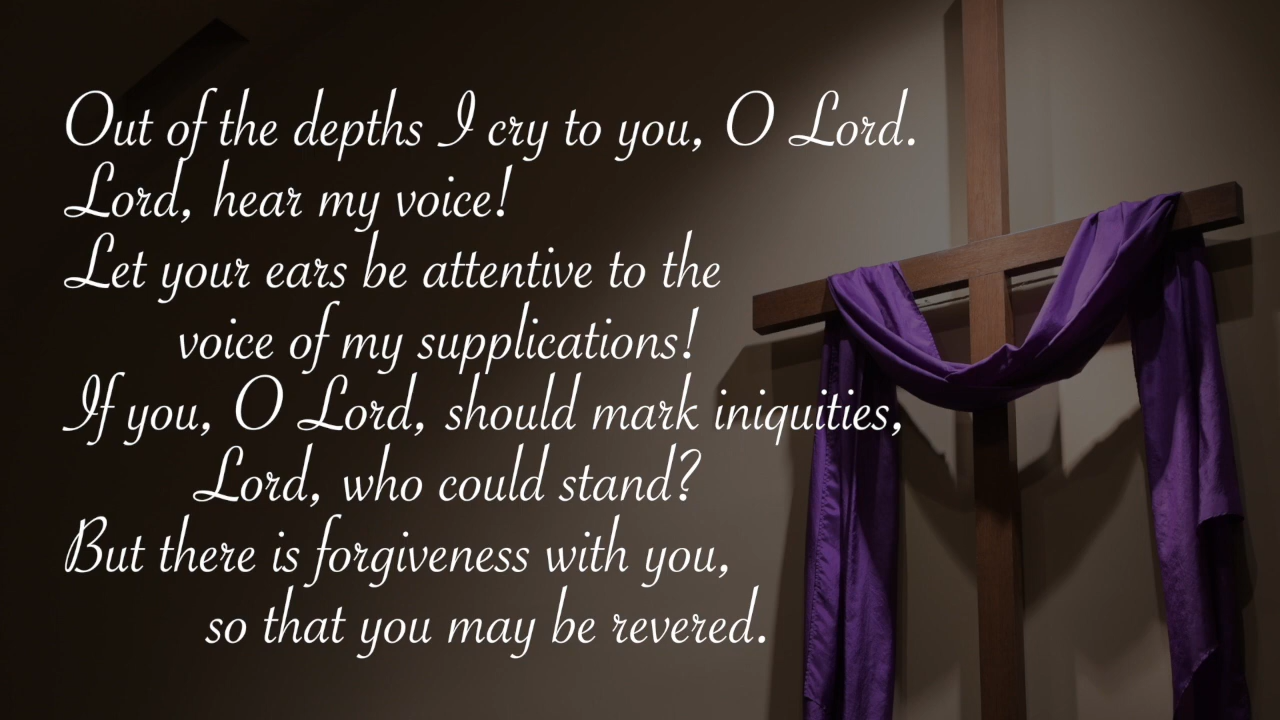 Out of the depths I cry to you, O Lord.
Lord, hear my voice!
Let your ears be attentive to the
voice of my supplications!
If you, O Lord, should mark iniquities,
Lord, who could stand?
But there is forgiveness with you,
so that you may be revered.